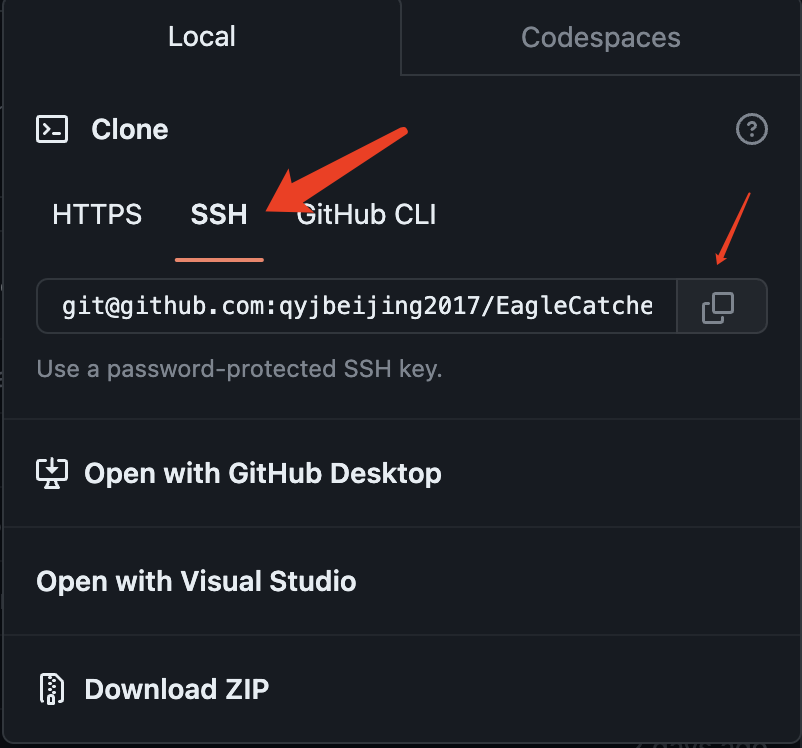 Local
Codespaces
Clone
HTTPS
SSH
GitHub CLI
git@github.com:qyjbeijing2017/EagleCatche
Use a password-protected SSH key.
Open with GitHub Desktop
Open with Visual Studio
Download ZIP